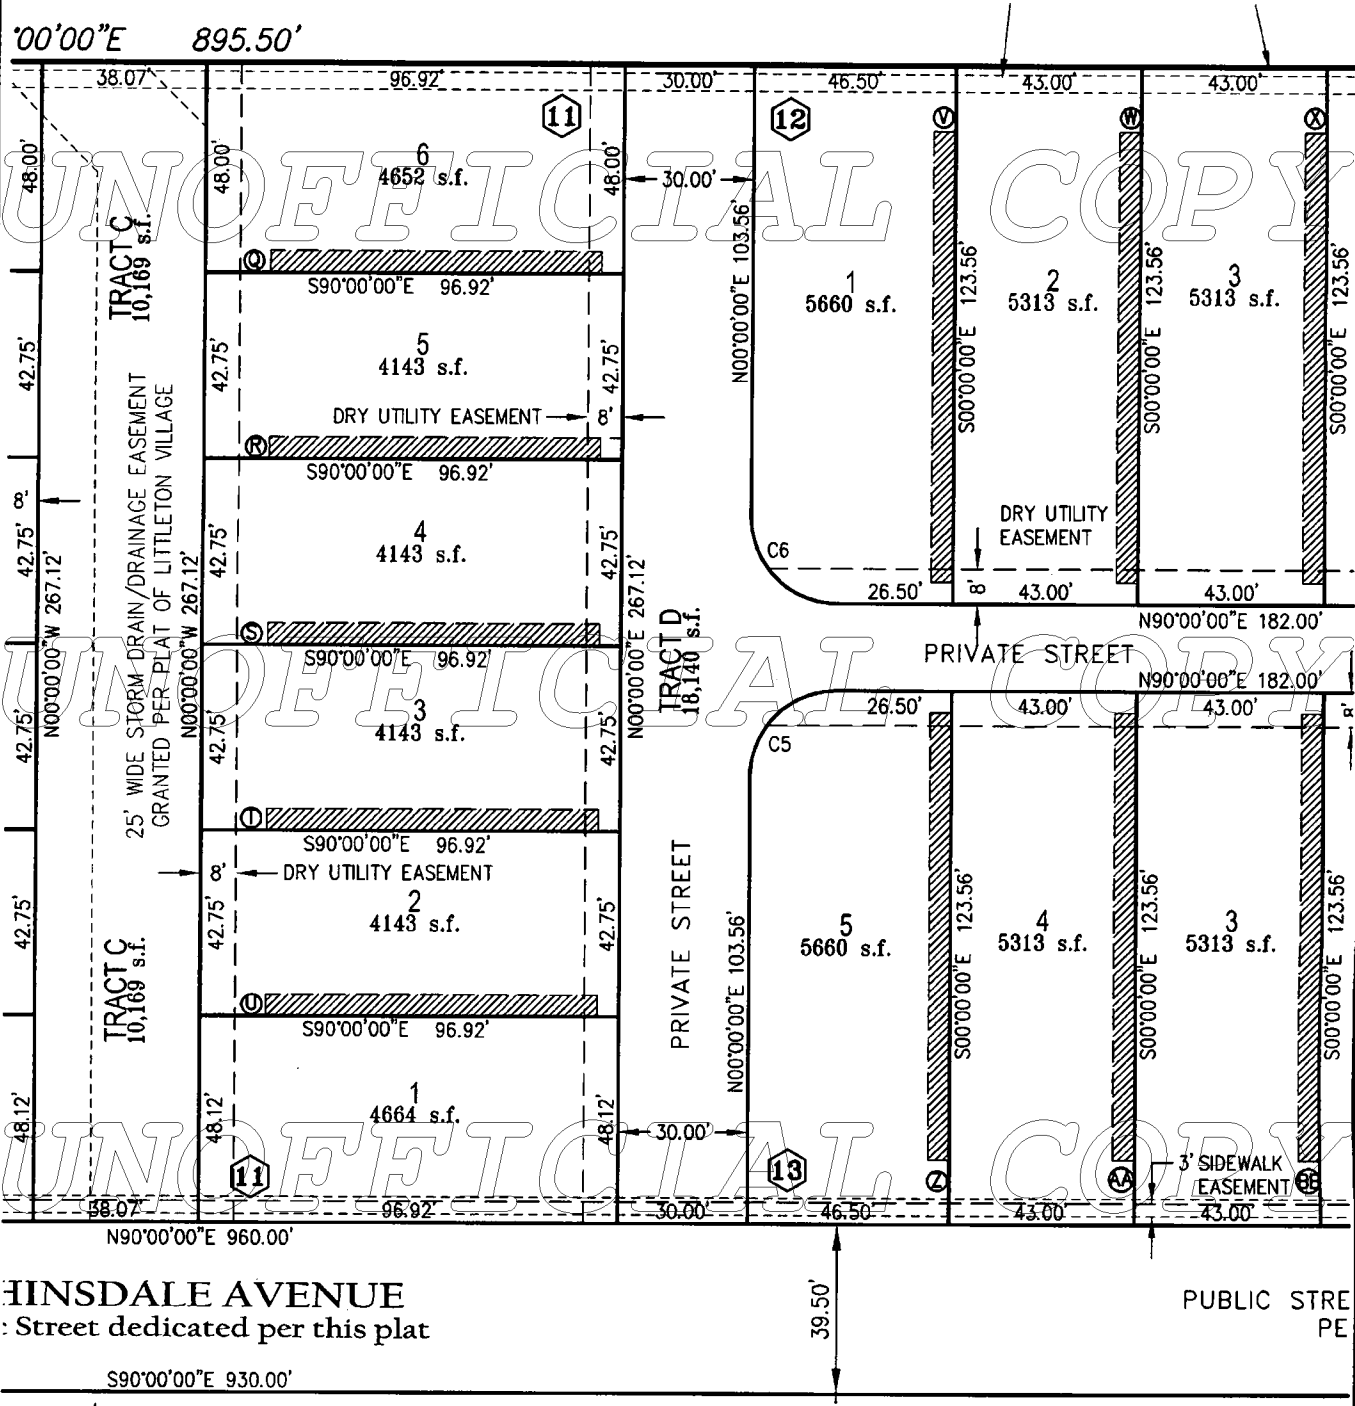 °00'00"E 895.50'
38.07' 96.92' 30.00' 46.50' 43.00' 43.00'
11 12 V W X
48.00' 48.00' 48.00'
6
4652 s.f.
30.00'
UNOFFICIAL COPY
TRACT C
10,169 s.f.
N00°00'00"E 103.56'
Q
S90°00'00"E 96.92'
1
5660 s.f.
2
5313 s.f.
3
5313 s.f.
S00°00'00"E 123.56'
S00°00'00"E 123.56'
S00°00'00"E 123.56'
42.75' 42.75' 42.75'
5
4143 s.f.
DRY UTILITY EASEMENT 8'
R
S90°00'00"E 96.92'
25' WIDE STORM DRAIN/DRAINAGE EASEMENT
GRANTED PER PLAT OF LITTLETON VILLAGE
8'
N00°00'00"W 267.12'
N00°00'00"W 267.12'
42.75' 42.75' 42.75'
4
4143 s.f.
DRY UTILITY
EASEMENT
C6
26.50' 8' 43.00' 43.00'
N90°00'00"E 182.00'
N00°00'00"E 267.12'
TRACT D
18,140 s.f.
S
S90°00'00"E 96.92'
PRIVATE STREET
N90°00'00"E 182.00'
UNOFFICIAL COPY
26.50' 43.00' 43.00' 8'
C5
42.75' 42.75' 42.75'
3
4143 s.f.
T
S90°00'00"E 96.92'
8' DRY UTILITY EASEMENT
PRIVATE STREET
42.75' 42.75' 42.75'
2
4143 s.f.
N00°00'00"E 103.56'
5
5660 s.f.
4
5313 s.f.
3
5313 s.f.
S00°00'00"E 123.56'
S00°00'00"E 123.56'
S00°00'00"E 123.56'
TRACT C
10,169 s.f.
U
S90°00'00"E 96.92'
48.12' 48.12' 48.12'
1
4664 s.f.
30.00'
UNOFFICIAL COPY
11 13 Z AA BB
3' SIDEWALK
EASEMENT
38.07' 96.92' 30.00' 46.50' 43.00' 43.00'
N90°00'00"E 960.00'
HINSDALE AVENUE
Street dedicated per this plat
39.50'
PUBLIC STRE
PE
S90°00'00"E 930.00'